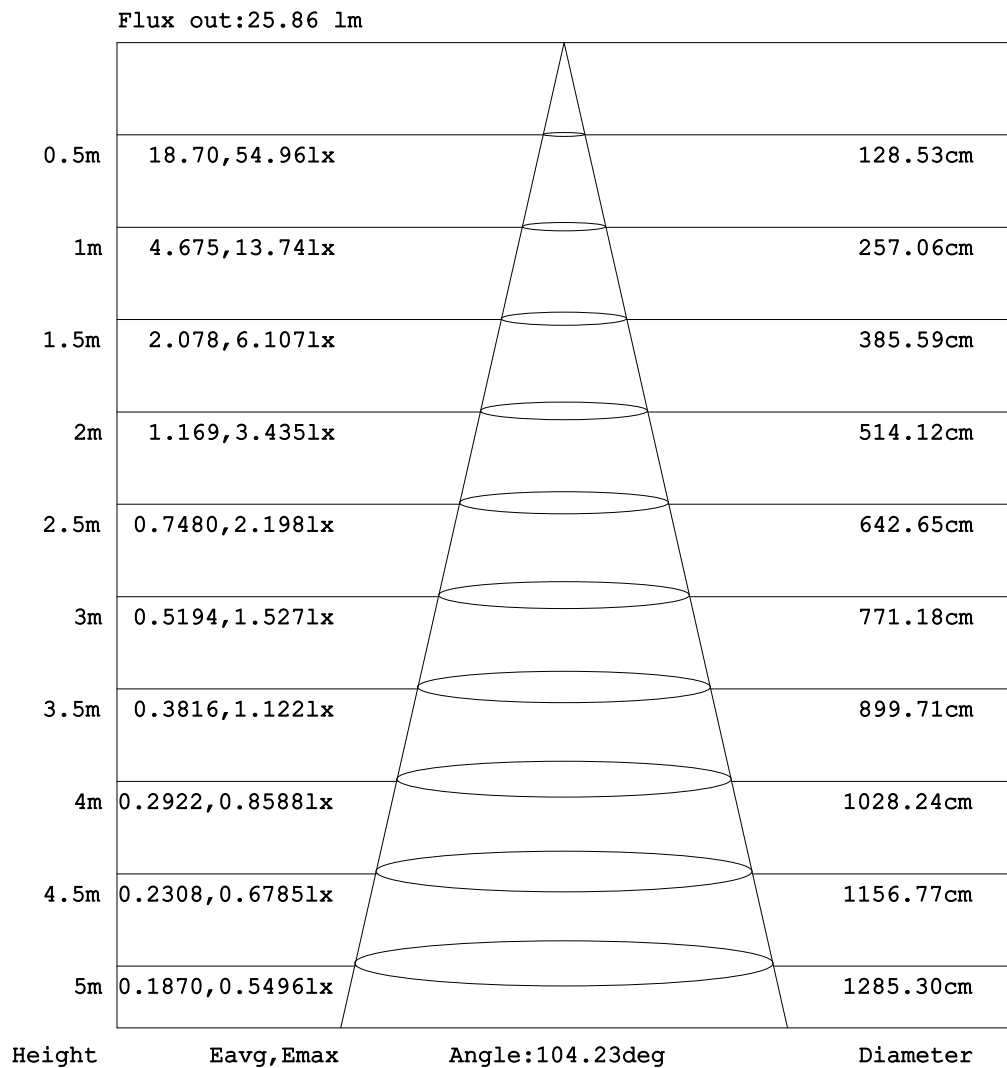 Flux out:25.86 lm
0.5m 18.70,54.96lx 128.53cm
1m 4.675,13.74lx 257.06cm
1.5m 2.078,6.107lx 385.59cm
2m 1.169,3.435lx 514.12cm
2.5m 0.7480,2.198lx 642.65cm
3m 0.5194,1.527lx 771.18cm
3.5m 0.3816,1.122lx 899.71cm
4m 0.2922,0.8588lx 1028.24cm
4.5m 0.2308,0.6785lx 1156.77cm
5m 0.1870,0.5496lx 1285.30cm
Height Eavg,Emax Angle:104.23deg Diameter